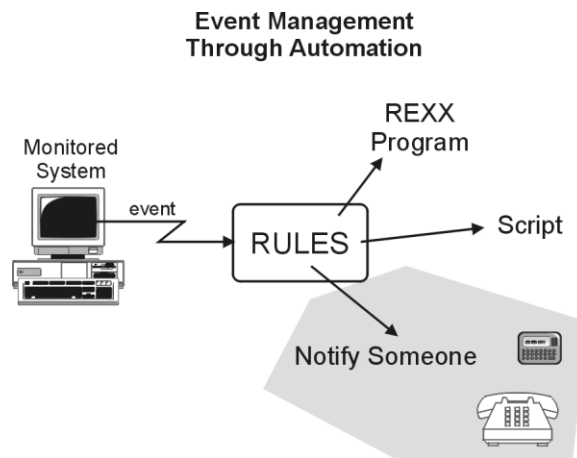 Event Management
Through Automation
REXX
Program
Monitored
System
event
RULES
Script
Notify Someone